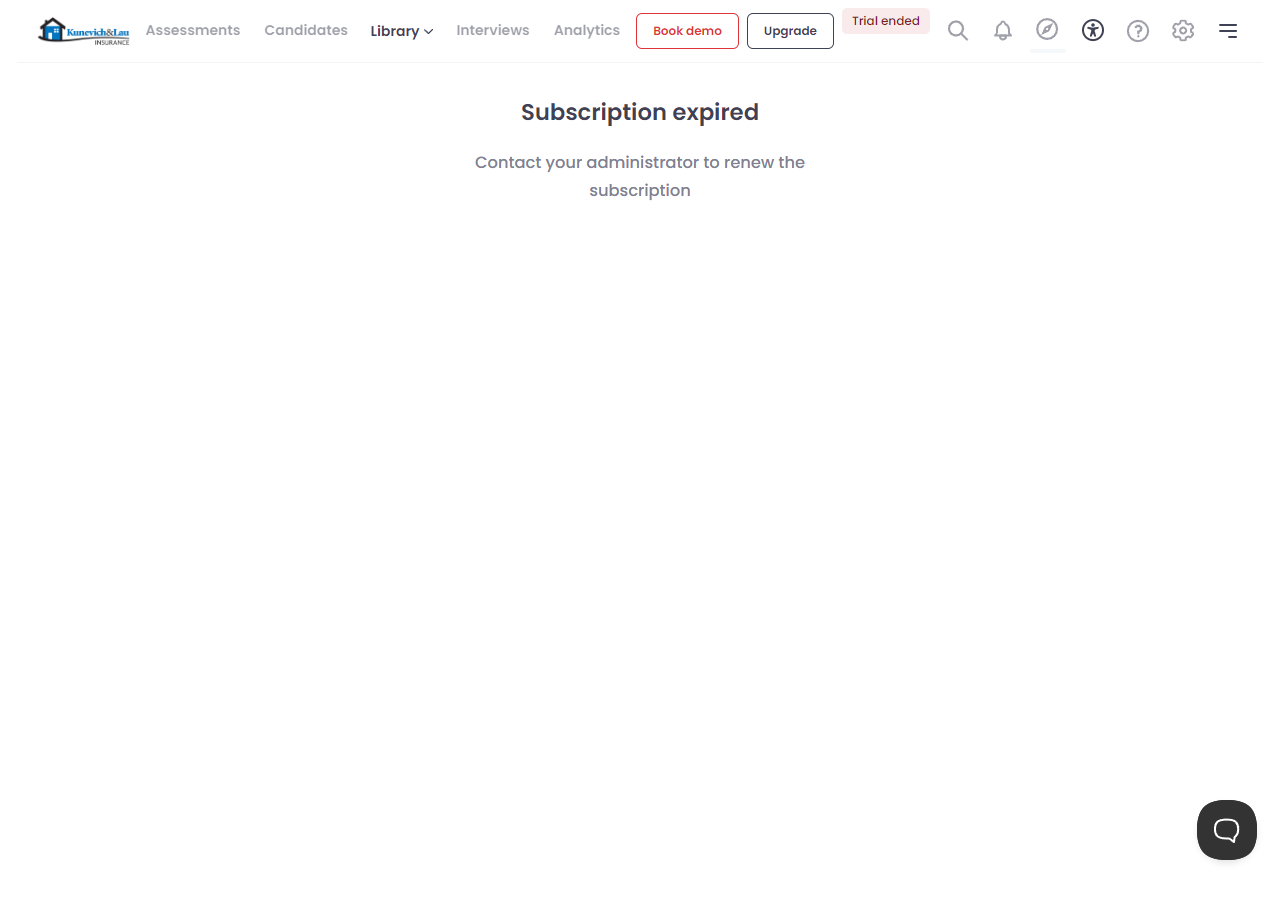 Kunevich&Lau
INSURANCE
Assessments
Candidates
Library
Interviews
Analytics
Book demo
Upgrade
Trial ended
Subscription expired
Contact your administrator to renew the
subscription